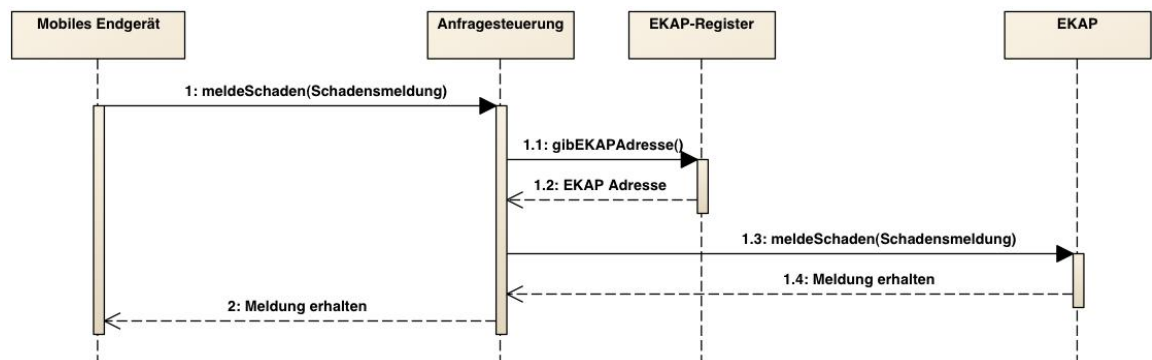 Mobiles Endgerät
Anfragesteuerung
EKAP-Register
EKAP
1: meldeSchaden(Schadensmeldung)
1.1: gibEKAPAdresse()
1.2: EKAP Adresse
1.3: meldeSchaden(Schadensmeldung)
1.4: Meldung erhalten
2: Meldung erhalten